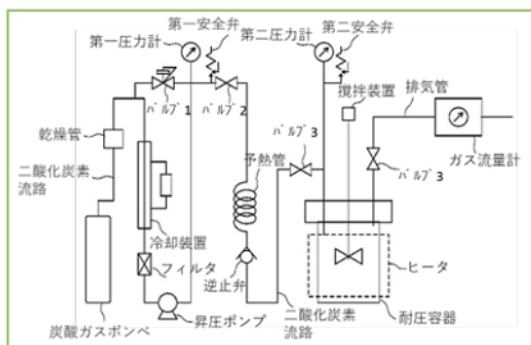 第一圧力計
第一安全弁
第二圧力計
第二安全弁
撹拌装置
排気管
バルブ1
バルブ2
バルブ3
ガス流量計
乾燥管
予熱管
バルブ3
二酸化炭素
流路
冷却装置
フィルタ
逆止弁
ヒータ
炭酸ガスボンベ
昇圧ポンプ
二酸化炭素
流路
耐圧容器